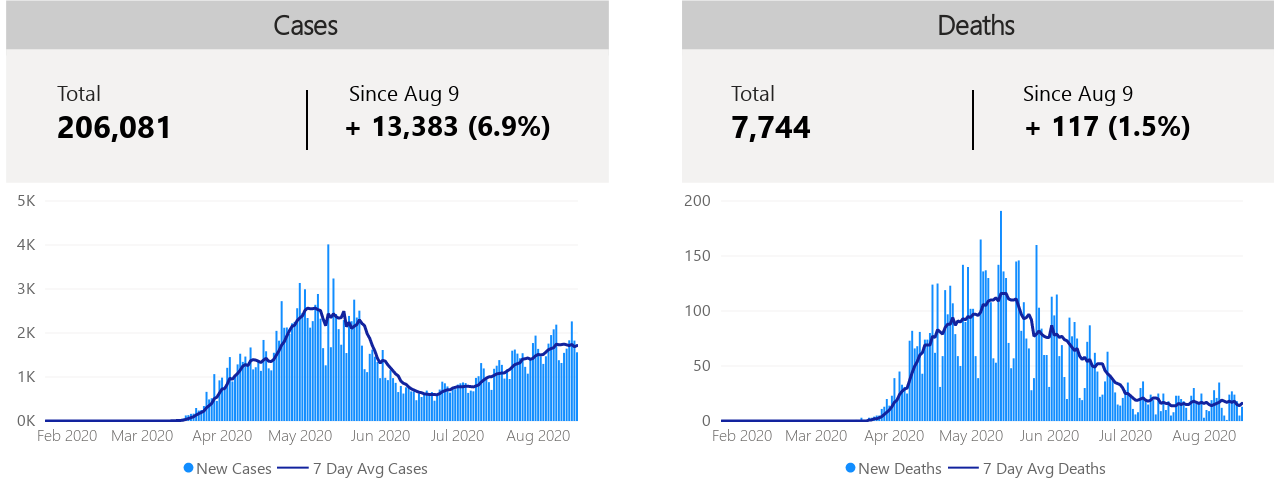 Cases
Total
206,081
Since Aug 9
+ 13,383 (6.9%)
5K
4K
3K
2K
1K
0K
Feb 2020 Mar 2020 Apr 2020 May 2020 Jun 2020 Jul 2020 Aug 2020
New Cases 7 Day Avg Cases
Deaths
Total
7,744
Since Aug 9
+ 117 (1.5%)
200
150
100
50
0
Feb 2020 Mar 2020 Apr 2020 May 2020 Jun 2020 Jul 2020 Aug 2020
New Deaths 7 Day Avg Deaths